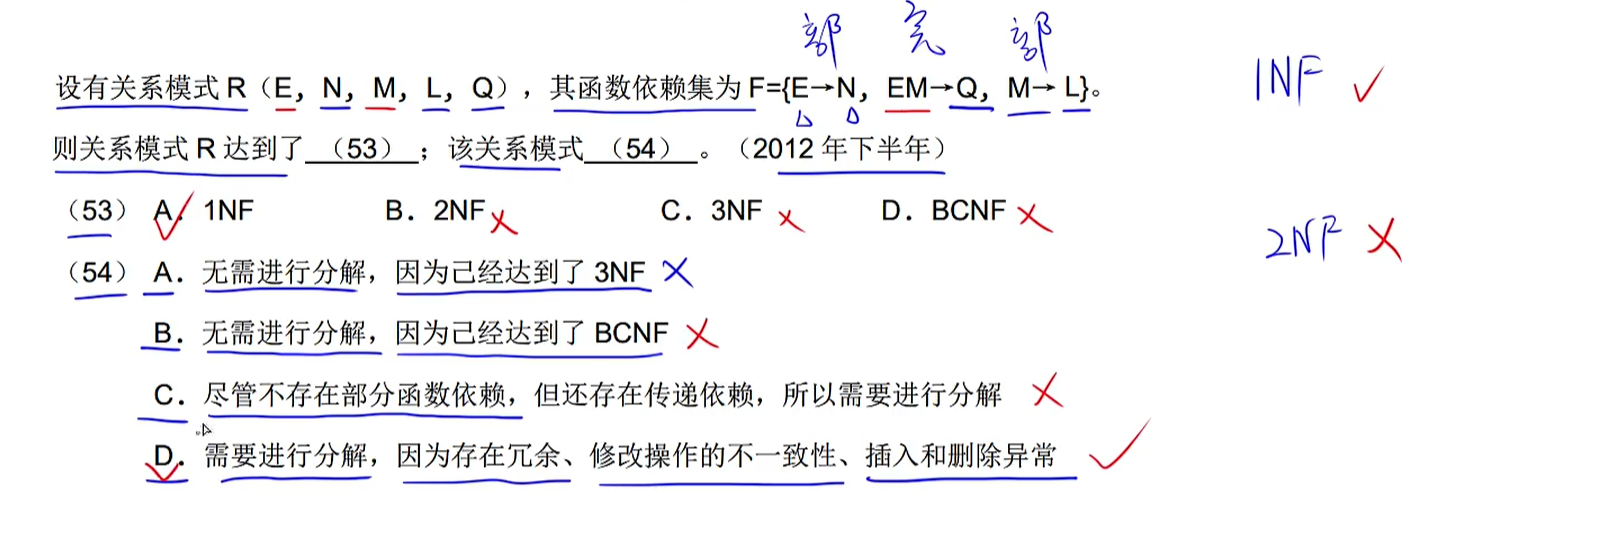 部 完 部
设有关系模式 R（E，N，M，L，Q），其函数依赖集为 F={E→N，EM→Q，M→ L}。
1NF ✓
则关系模式 R 达到了 （53） ；该关系模式 （54） 。（2012 年下半年）
（53） A．1NF B．2NF C．3NF D．BCNF
2NF ×
（54） A．无需进行分解，因为己经达到了 3NF
B．无需进行分解，因为己经达到了 BCNF
C．尽管不存在部分函数依赖，但还存在传递依赖，所以需要进行分解
D．需要进行分解，因为存在冗余、修改操作的不一致性、插入和删除异常